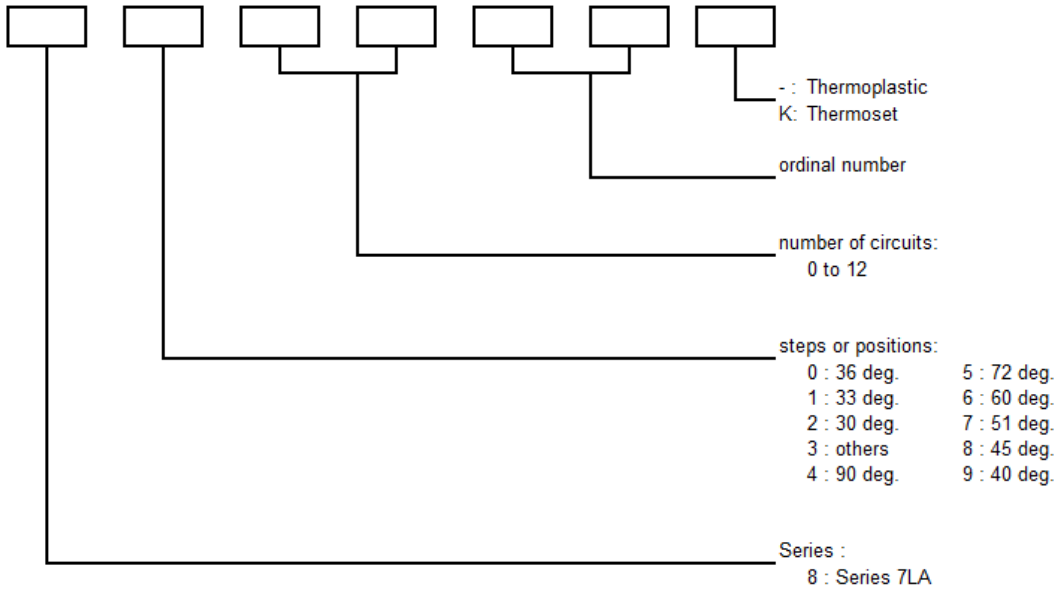 - : Thermoplastic
K: Thermoset
ordinal number
number of circuits:
0 to 12
steps or positions:
0 : 36 deg. 5 : 72 deg.
1 : 33 deg. 6 : 60 deg.
2 : 30 deg. 7 : 51 deg.
3 : others 8 : 45 deg.
4 : 90 deg. 9 : 40 deg.
Series :
8 : Series 7LA